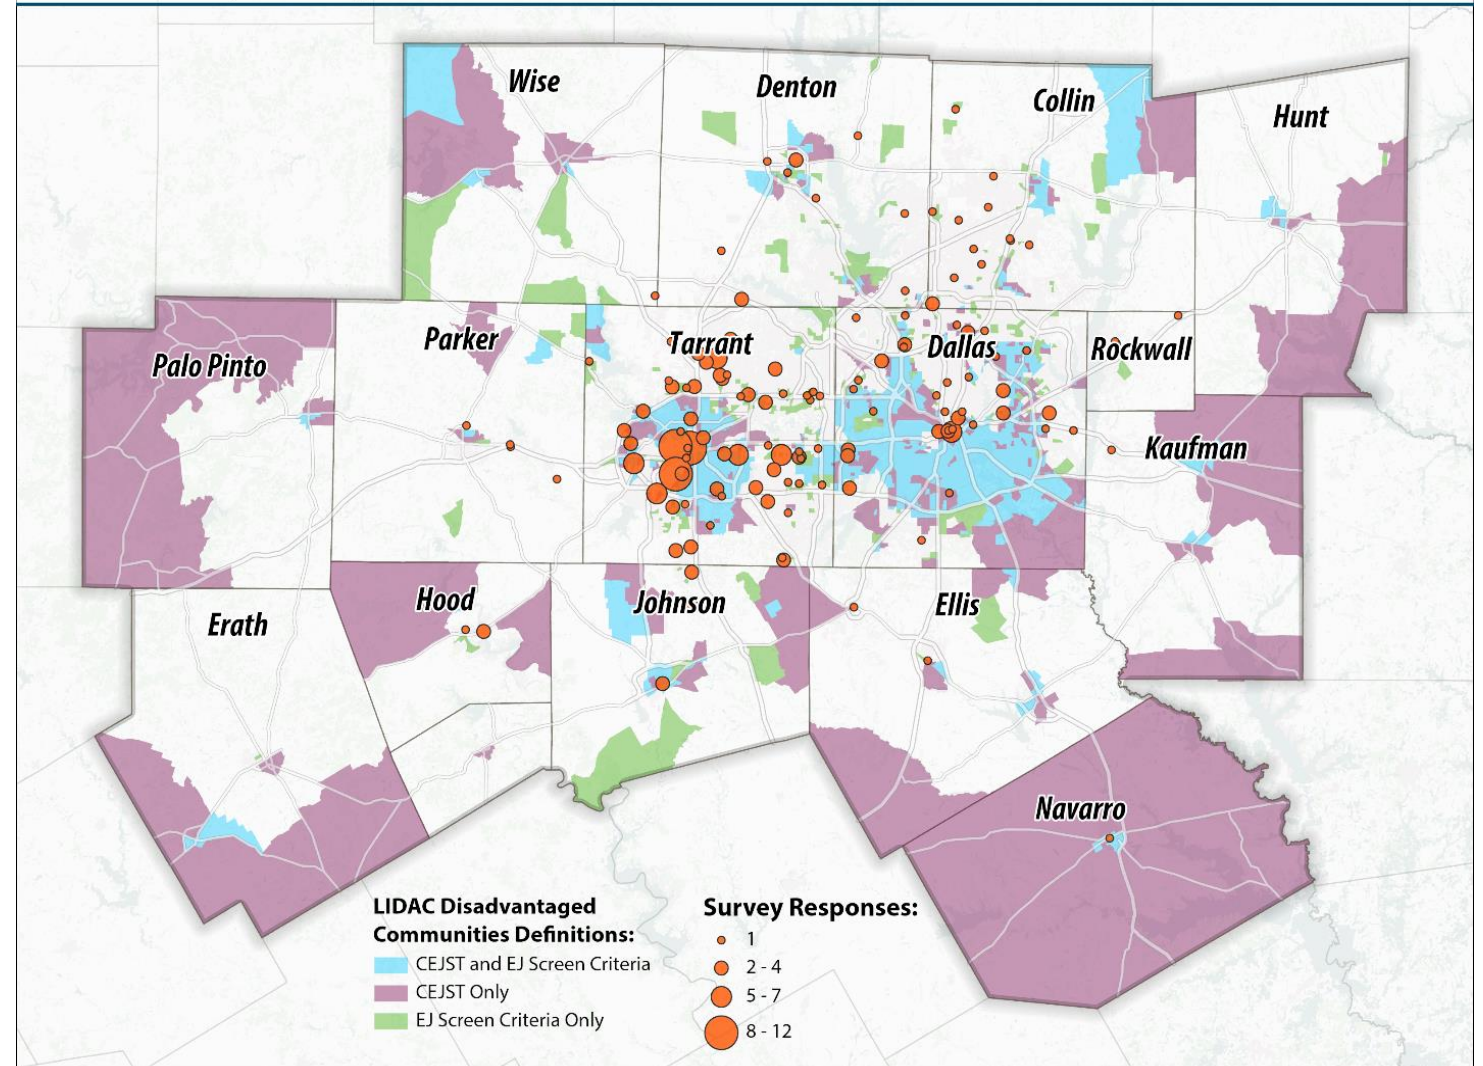 Wise
Denton
Collin
Hunt
Palo Pinto
Parker
Tarrant
Dallas
Rockwall
Kaufman
Erath
Hood
Johnson
Ellis
Navarro
LIDAC Disadvantaged
Communities Definitions:
CEJST and EJ Screen Criteria
CEJST Only
EJ Screen Criteria Only
Survey Responses:
1
2 - 4
5 - 7
8 - 12